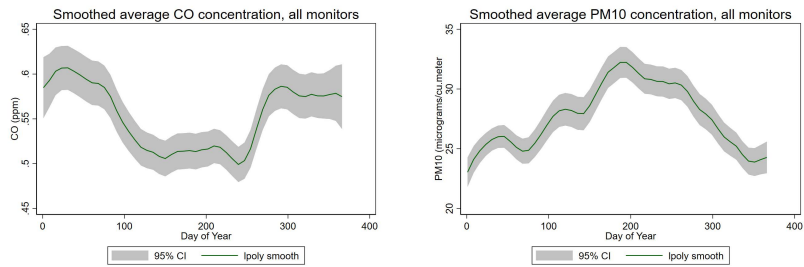 Smoothed average CO concentration, all monitors
CO (ppm)
.65
.6
.55
.5
.45
0 100 200 300 400
Day of Year
95% CI lpoly smooth
Smoothed average PM10 concentration, all monitors
PM10 (micrograms/cu.meter
35
30
25
20
0 100 200 300 400
Day of Year
95% CI lpoly smooth